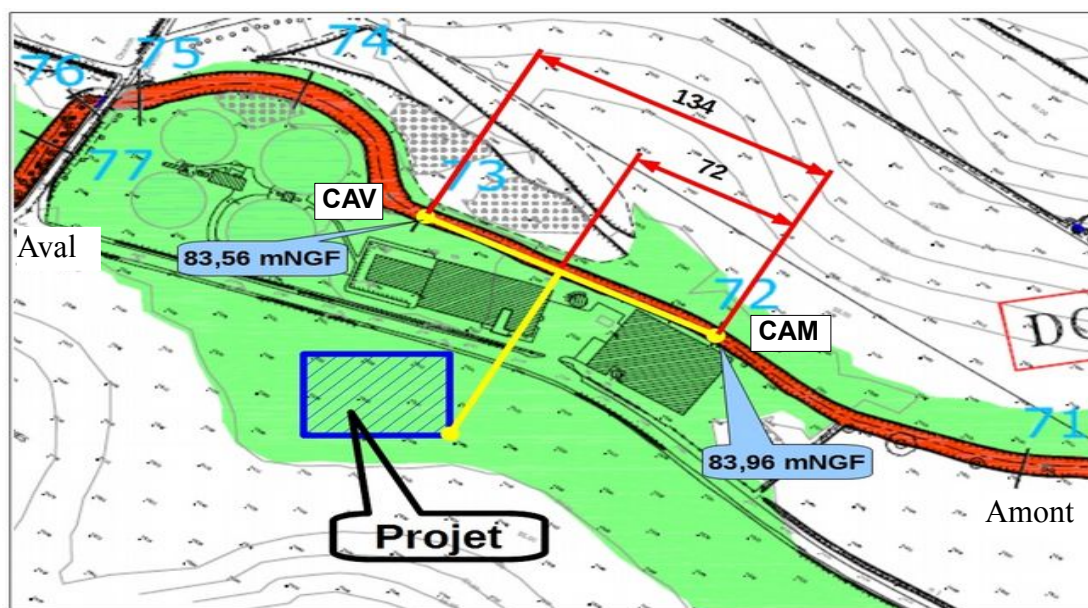 74
75
76
134
72
73
77
CAV
Aval
83,56 mNGF
72
CAM
DO
71
83,96 mNGF
Amont
Projet